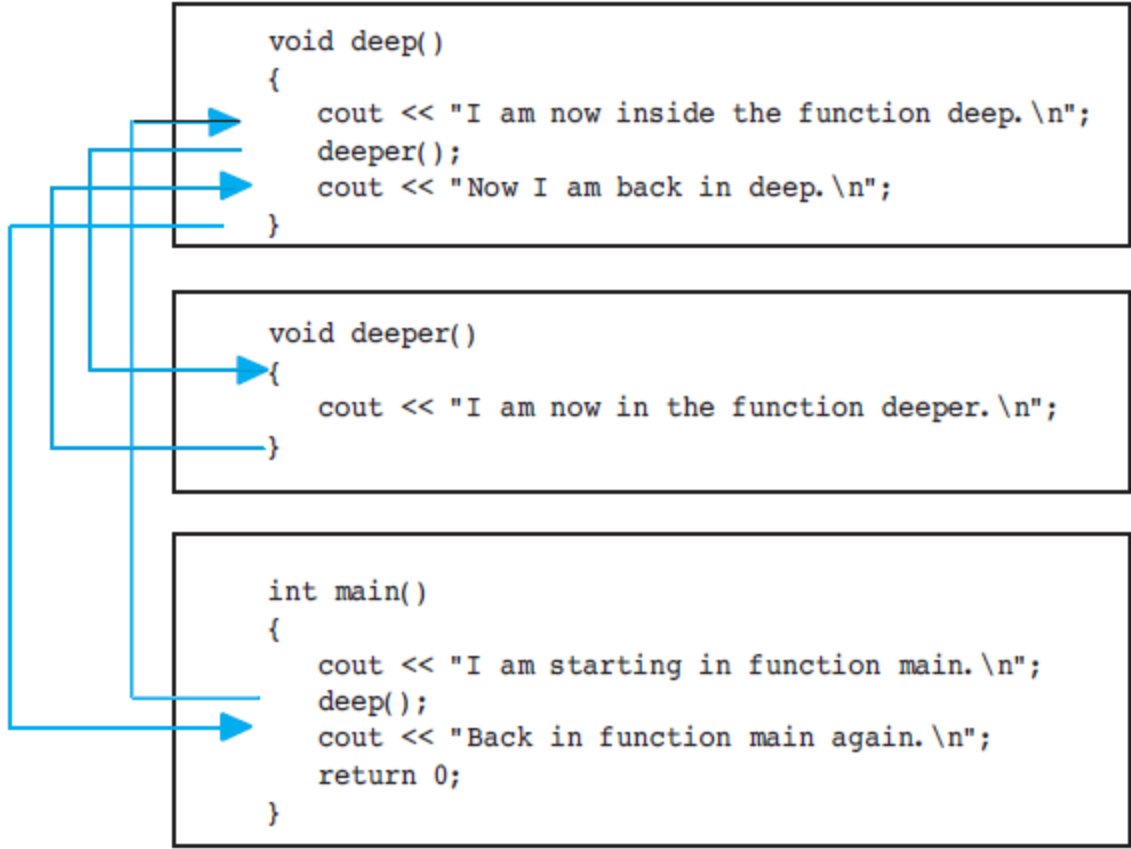 void deep()
{
cout << "I am now inside the function deep.\n";
deeper();
cout << "Now I am back in deep.\n";
}
void deeper()
{
cout << "I am now in the function deeper.\n";
}
int main()
{
cout << "I am starting in function main.\n";
deep();
cout << "Back in function main again.\n";
return 0;
}